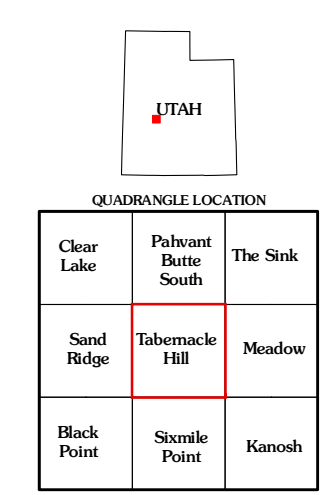 UTAH
QUADRANGLE LOCATION
Clear
Lake
Pahvant
Butte
South
The Sink
Sand
Ridge
Tabernacle
Hill
Meadow
Black
Point
Sixmile
Point
Kanosh